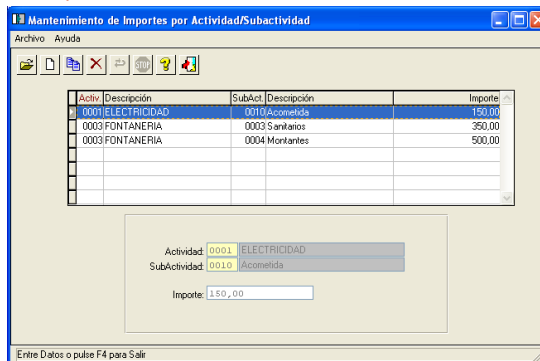 Mantenimiento de Importes por Actividad/Subactividad
Archivo Ayuda
STOP
Activ. Descripción SubAct. Descripción Importe
0001 ELECTRICIDAD 0010 Acometida 150,00
0003 FONTANERIA 0003 Sanitarios 350,00
0003 FONTANERIA 0004 Montantes 500,00
Actividad: 0001 ELECTRICIDAD
SubActividad: 0010 Acometida
Importe: 150,00
Entre Datos o pulse F4 para Salir